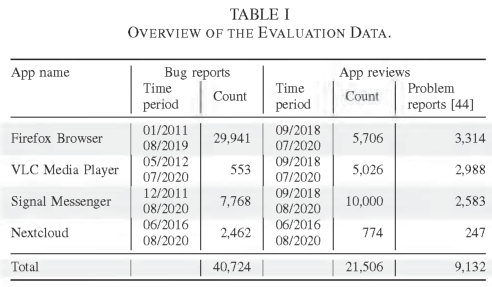 TABLE I
OVERVIEW OF THE EVALUATION DATA.
App name Bug reports App reviews
Time period Count Time period Count Problem reports [44]
Firefox Browser 01/2011 08/2019 29,941 09/2018 07/2020 5,706 3,314
VLC Media Player 05/2012 07/2020 553 09/2018 07/2020 5,026 2,988
Signal Messenger 12/2011 08/2020 7,768 09/2018 08/2020 10,000 2,583
Nextcloud 06/2016 08/2020 2,462 06/2016 08/2020 774 247
Total 40,724 21,506 9,132